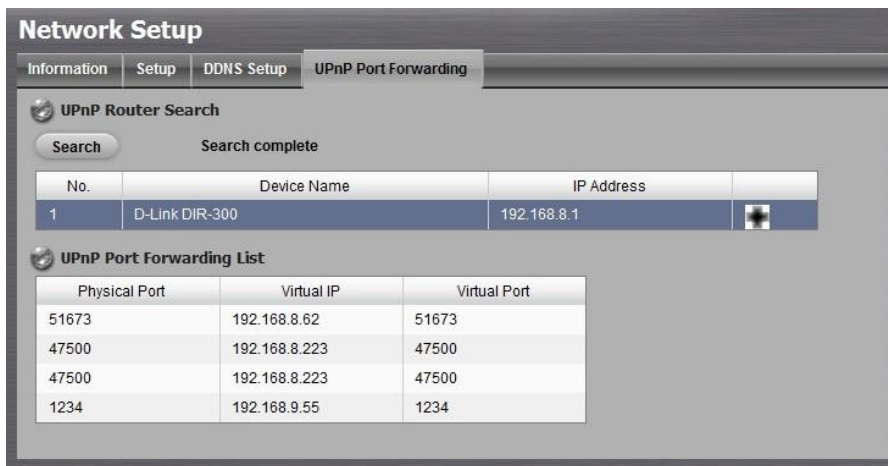 Network Setup
Information Setup DDNS Setup UPnP Port Forwarding
UPnP Router Search
Search Search complete
No. Device Name IP Address
1 D-Link DIR-300 192.168.8.1
UPnP Port Forwarding List
Physical Port Virtual IP Virtual Port
51673 192.168.8.62 51673
47500 192.168.8.223 47500
47500 192.168.8.223 47500
1234 192.168.9.55 1234